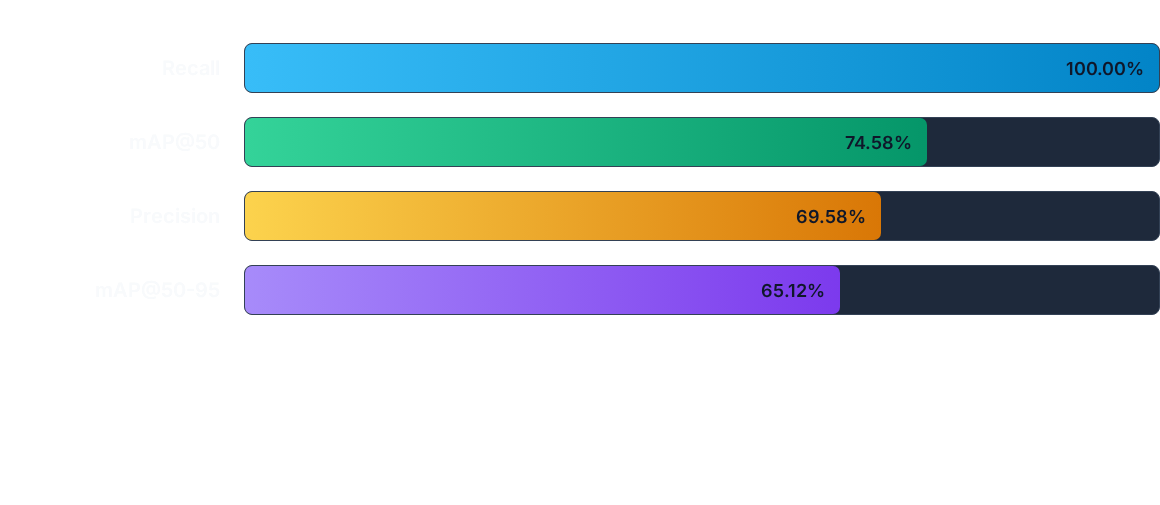 Recall 100.00%
mAP@50 74.58%
Precision 69.58%
mAP@50-95 65.12%